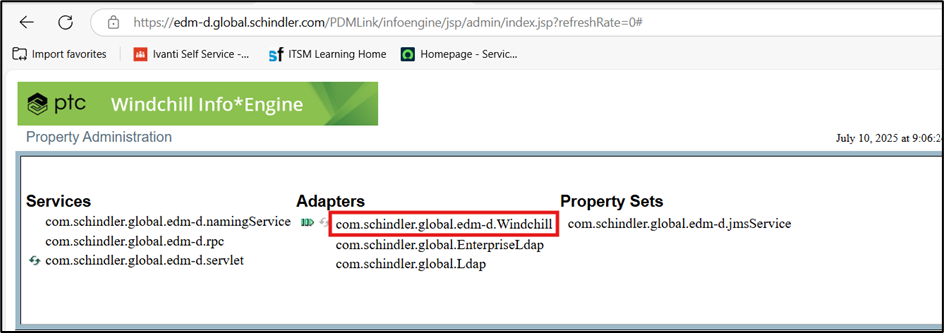 https://edm-d.global.schindler.com/PDMLink/infoengine/jsp/admin/index.jsp?refreshRate=0#
Import favorites
Ivanti Self Service -...
ITSM Learning Home
Homepage - Servic...
ptc Windchill Info*Engine
Property Administration
July 10, 2025 at 9:06:24
Services
com.schindler.global.edm-d.namingService
com.schindler.global.edm-d.rpc
com.schindler.global.edm-d.servlet
Adapters
com.schindler.global.edm-d.Windchill
com.schindler.global.EnterpriseLdap
com.schindler.global.Ldap
Property Sets
com.schindler.global.edm-d.jmsService